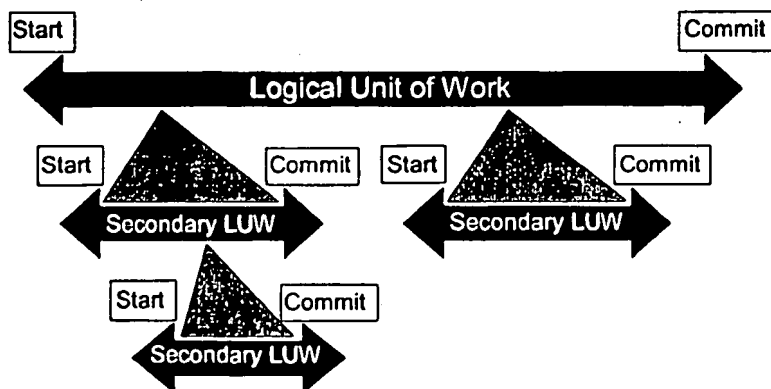 Start
Commit
Logical Unit of Work
Start
Commit
Start
Commit
Secondary LUW
Secondary LUW
Start
Commit
Secondary LUW